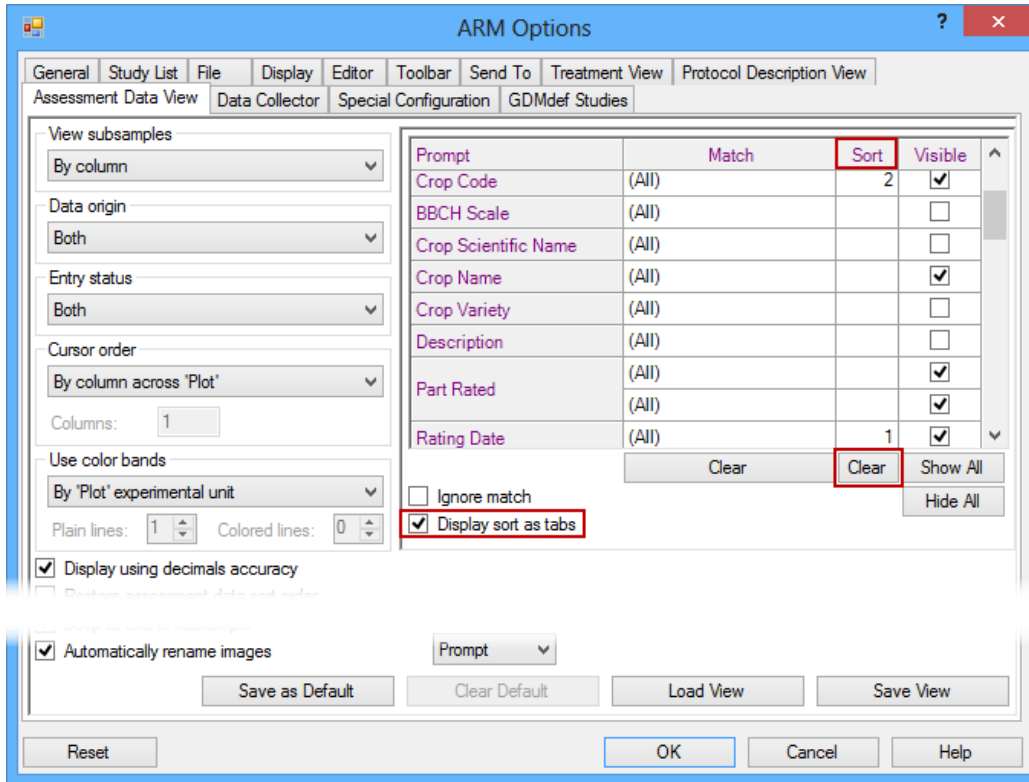 ARM Options
?
General Study List File Display Editor Toolbar Send To Treatment View Protocol Description View
Assessment Data View Data Collector Special Configuration GDMdef Studies
View subsamples
By column
Data origin
Both
Entry status
Both
Cursor order
By column across "Plot"
Columns: 1
Use color bands
By "Plot" experimental unit
Plain lines: 1 Colored lines: 0
Prompt Match Sort Visible
Crop Code (All) 2
BBCH Scale (All)
Crop Scientific Name (All)
Crop Name (All)
Crop Variety (All)
Description (All)
Part Rated (All)
(All)
Rating Date (All) 1
Clear Clear Show All
Ignore match Hide All
Display sort as tabs
Display using decimals accuracy
Automatically rename images Prompt
Save as Default Clear Default Load View Save View
Reset OK Cancel Help